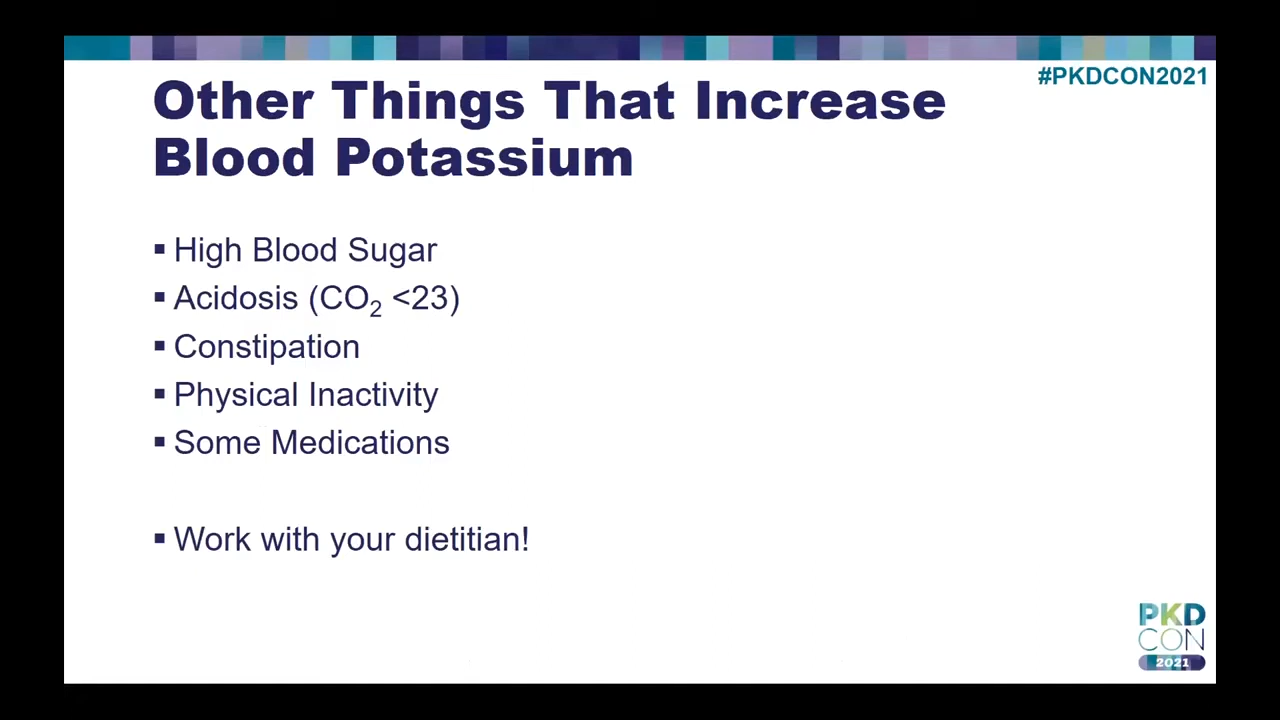 #PKDCON2021
Other Things That Increase
Blood Potassium
▪ High Blood Sugar
▪ Acidosis (CO₂ <23)
▪ Constipation
▪ Physical Inactivity
▪ Some Medications
▪ Work with your dietitian!
PKD
CON
2021